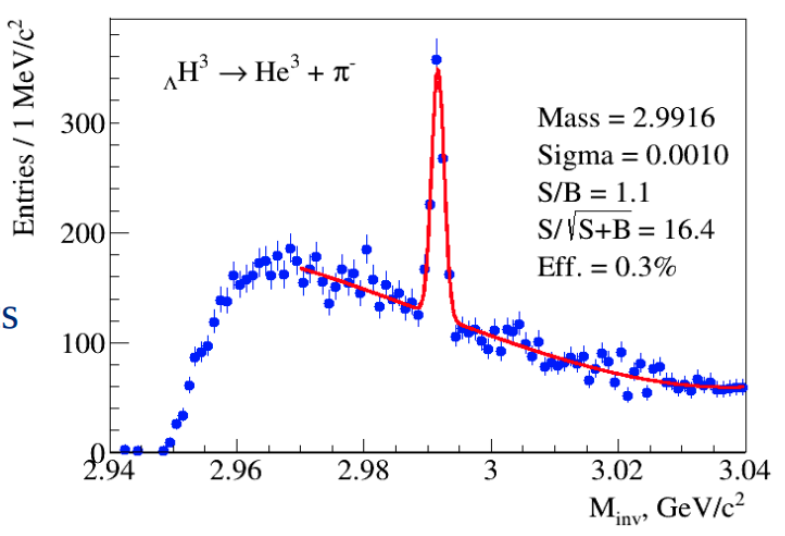 Entries / 1 MeV/c²
ΛH³ → He³ + π⁻
Mass = 2.9916
Sigma = 0.0010
S/B = 1.1
S/√S+B = 16.4
Eff. = 0.3%
300
200
100
0
s
2.94 2.96 2.98 3 3.02 3.04
Minv, GeV/c²